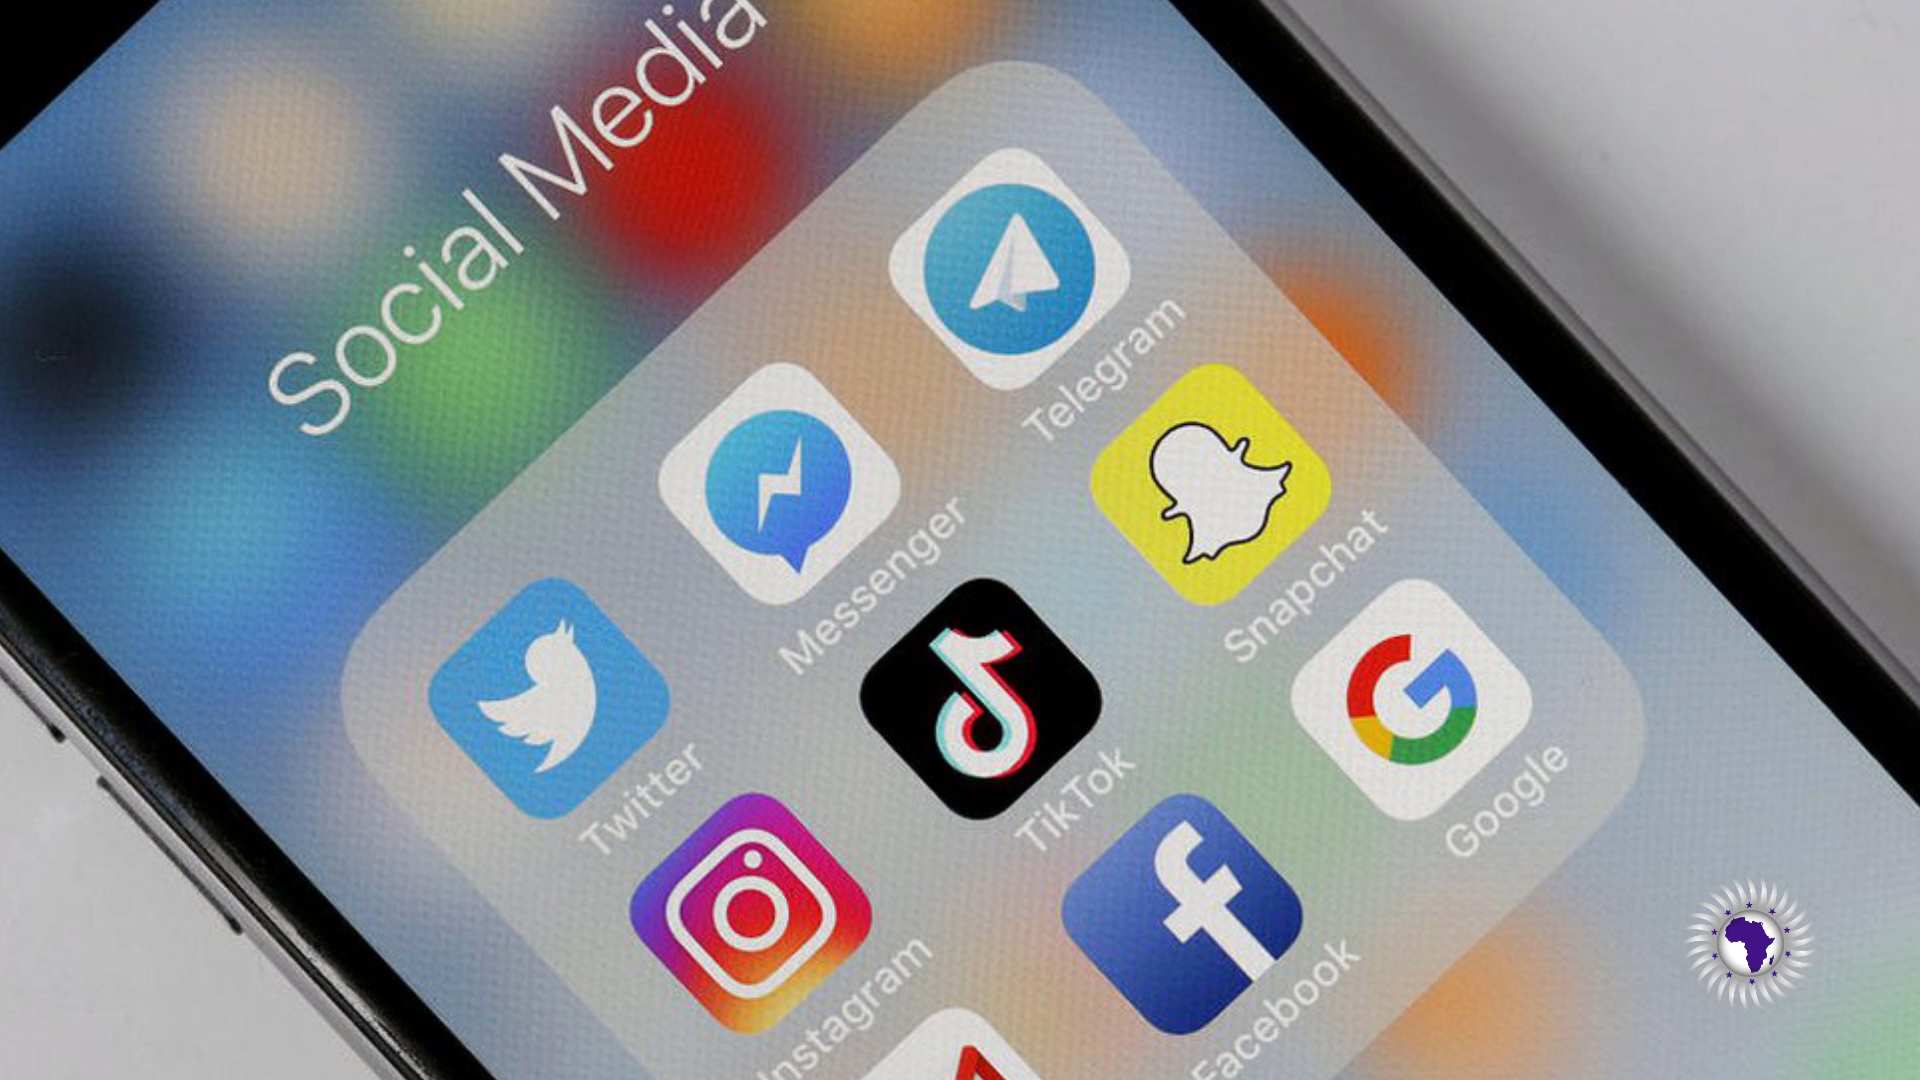 Social Media
Twitter
Messenger
Telegram
Instagram
TikTok
Snapchat
Facebook
Google